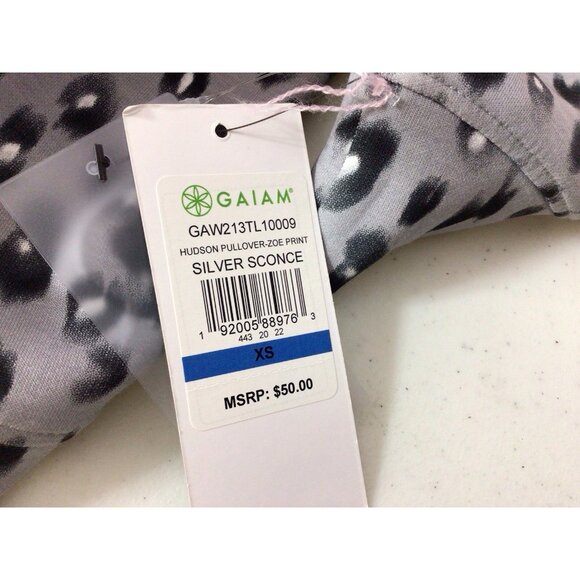 GAIAM®
GAW213TL10009
HUDSON PULLOVER-ZOE PRINT
SILVER SCONCE
1 92005 88976 3
443 20 22
XS
MSRP: $50.00